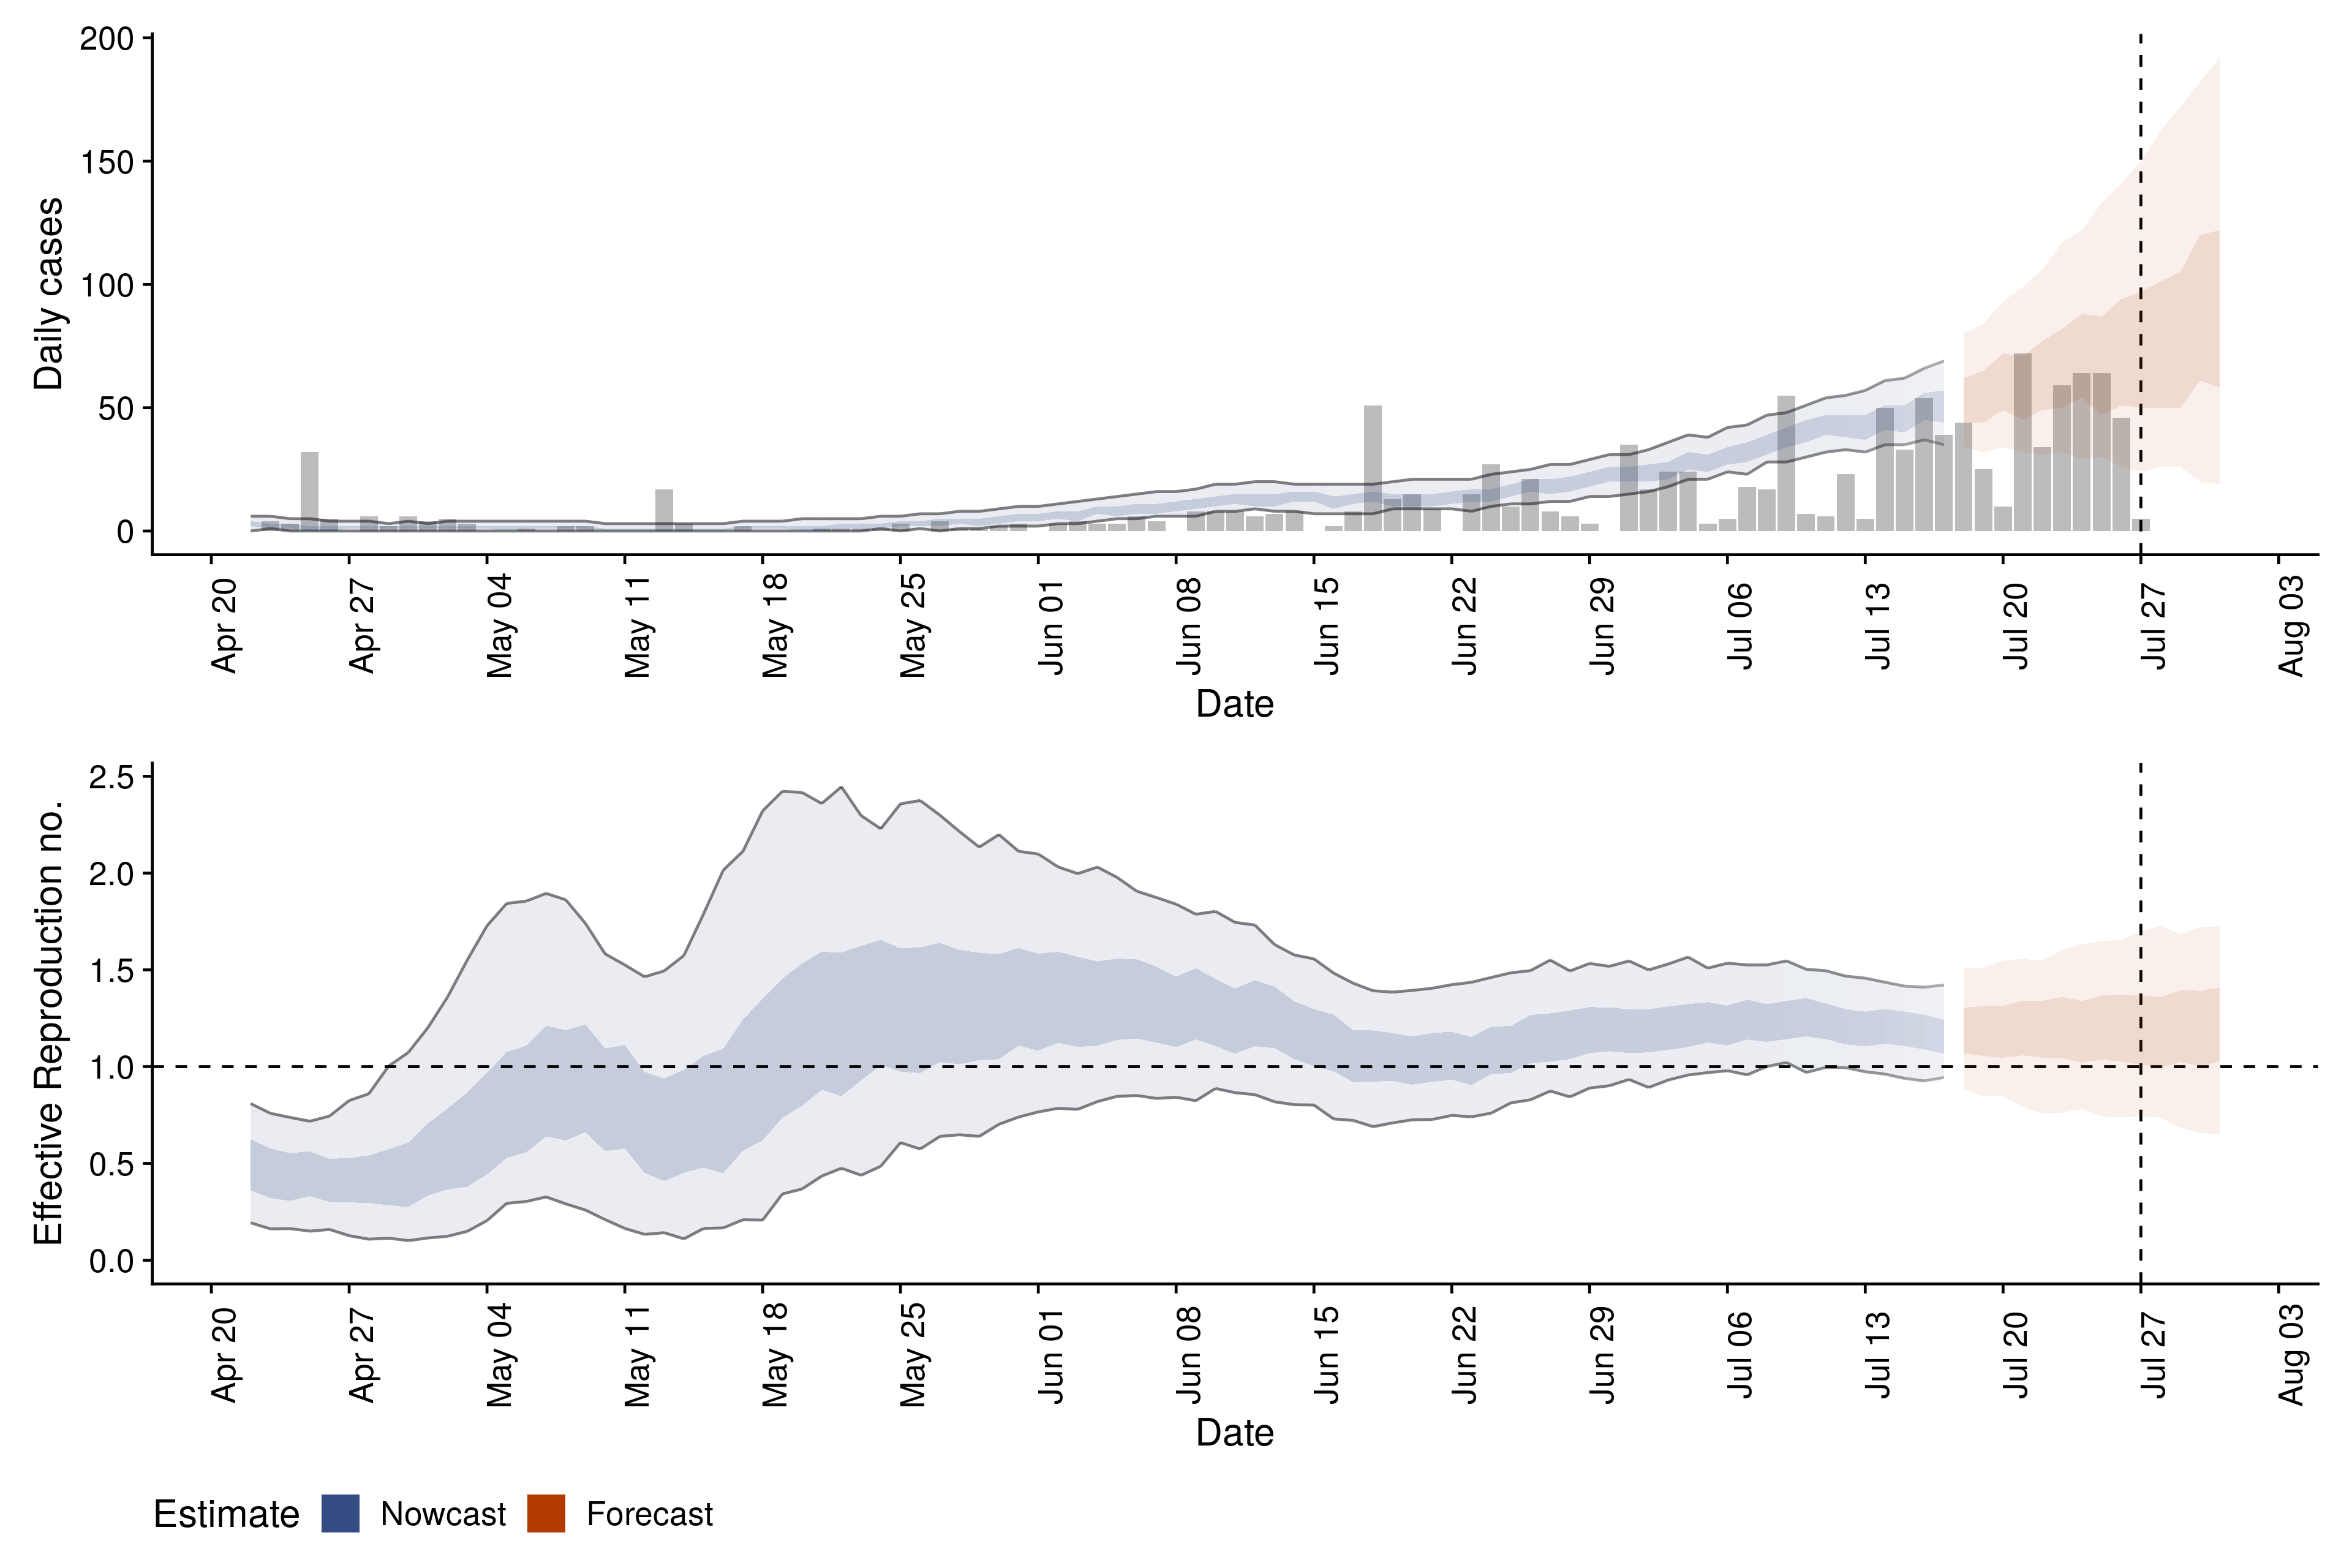 200
150
100
50
0
Daily cases
Apr 20
Apr 27
May 04
May 11
May 18
May 25
Jun 01
Jun 08
Jun 15
Jun 22
Jun 29
Jul 06
Jul 13
Jul 20
Jul 27
Aug 03
Date
2.5
2.0
1.5
1.0
0.5
0.0
Effective Reproduction no.
Apr 20
Apr 27
May 04
May 11
May 18
May 25
Jun 01
Jun 08
Jun 15
Jun 22
Jun 29
Jul 06
Jul 13
Jul 20
Jul 27
Aug 03
Date
Estimate Nowcast Forecast